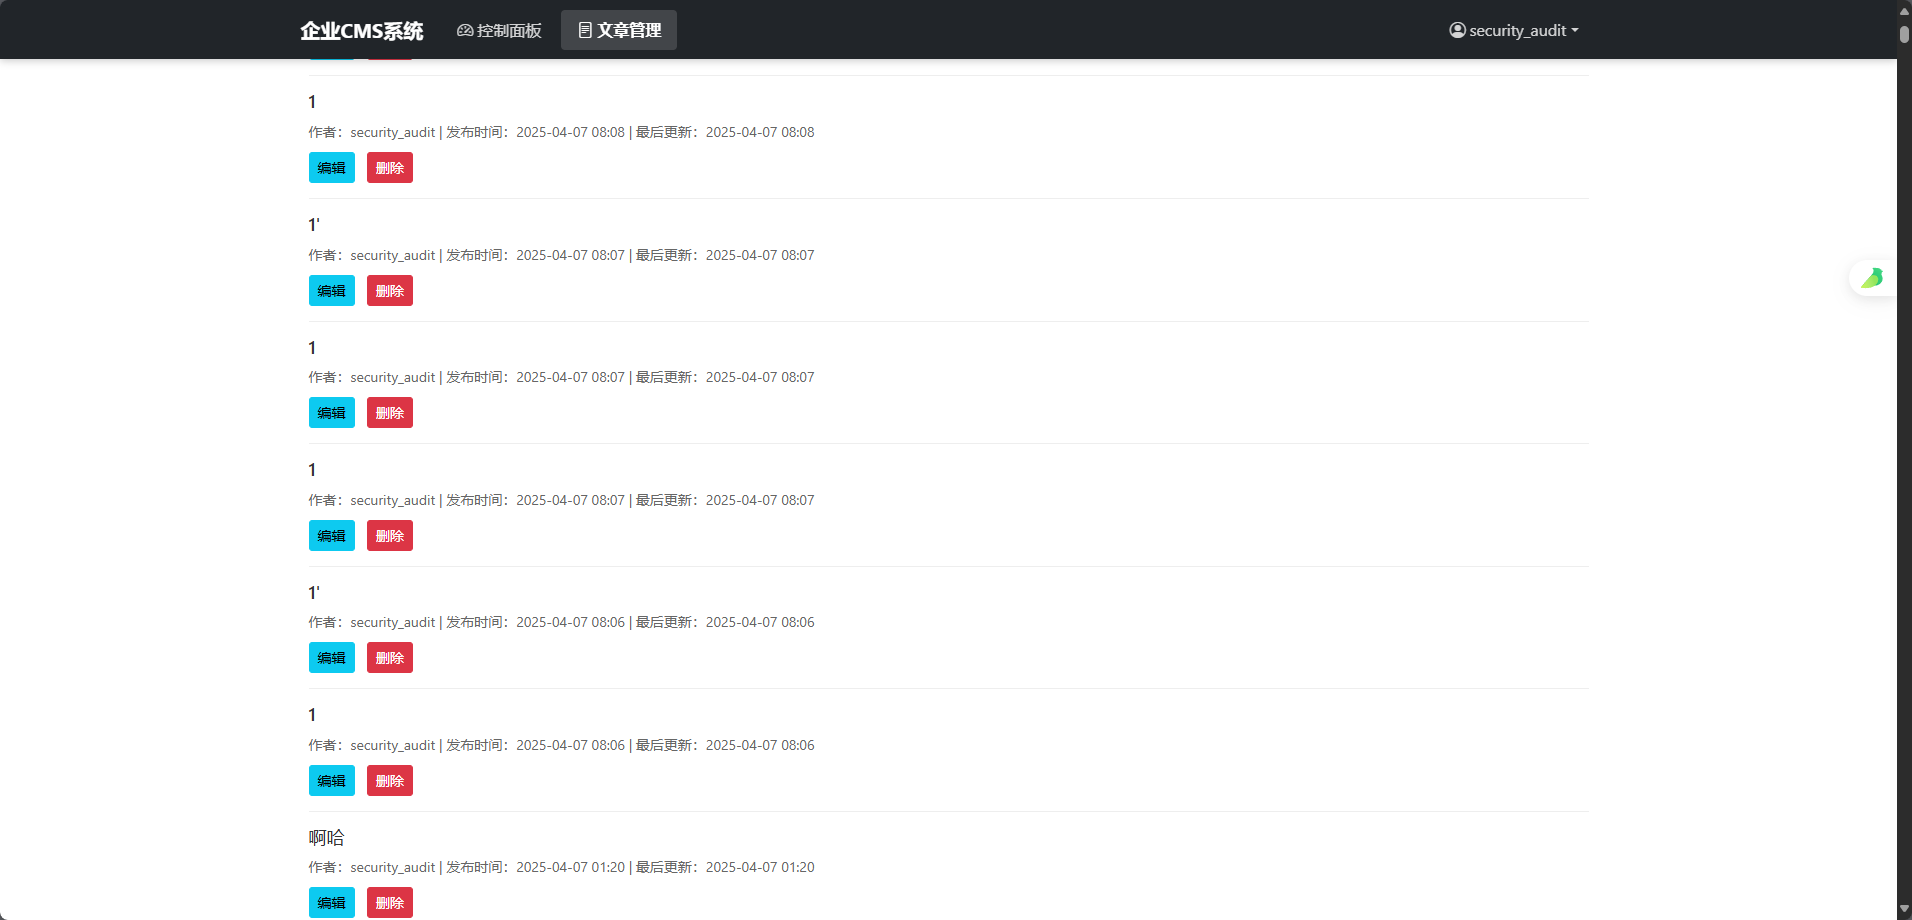 企业CMS系统 控制面板 文章管理 security_audit
1
作者：security_audit | 发布时间：2025-04-07 08:08 | 最后更新：2025-04-07 08:08
编辑 删除
1'
作者：security_audit | 发布时间：2025-04-07 08:07 | 最后更新：2025-04-07 08:07
编辑 删除
1
作者：security_audit | 发布时间：2025-04-07 08:07 | 最后更新：2025-04-07 08:07
编辑 删除
1
作者：security_audit | 发布时间：2025-04-07 08:07 | 最后更新：2025-04-07 08:07
编辑 删除
1'
作者：security_audit | 发布时间：2025-04-07 08:06 | 最后更新：2025-04-07 08:06
编辑 删除
1
作者：security_audit | 发布时间：2025-04-07 08:06 | 最后更新：2025-04-07 08:06
编辑 删除
啊哈
作者：security_audit | 发布时间：2025-04-07 01:20 | 最后更新：2025-04-07 01:20
编辑 删除